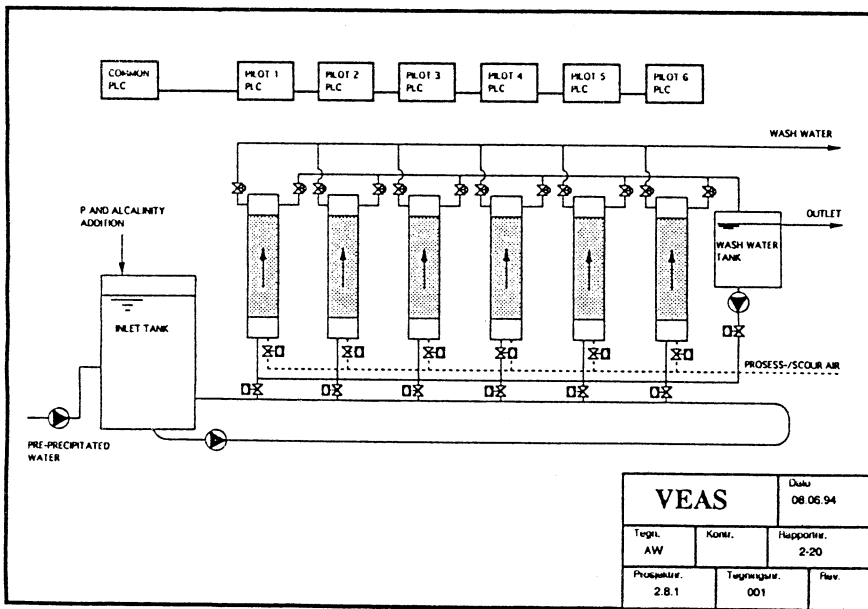 COMMON
PLC
PILOT 1
PLC
PILOT 2
PLC
PILOT 3
PLC
PILOT 4
PLC
PILOT 5
PLC
PILOT 6
PLC
WASH WATER
P AND ALCALINITY
ADDITION
OUTLET
WASH WATER
TANK
INLET TANK
PROSESS-/SCOUR AIR
PRE-PRECIPITATED
WATER
VEAS
Dato
08.06.94
Tegn.
AW
Kontr.
Rapportnr.
2-20
Prosjektnr.
2.8.1
Tegningsnr.
001
Rev.